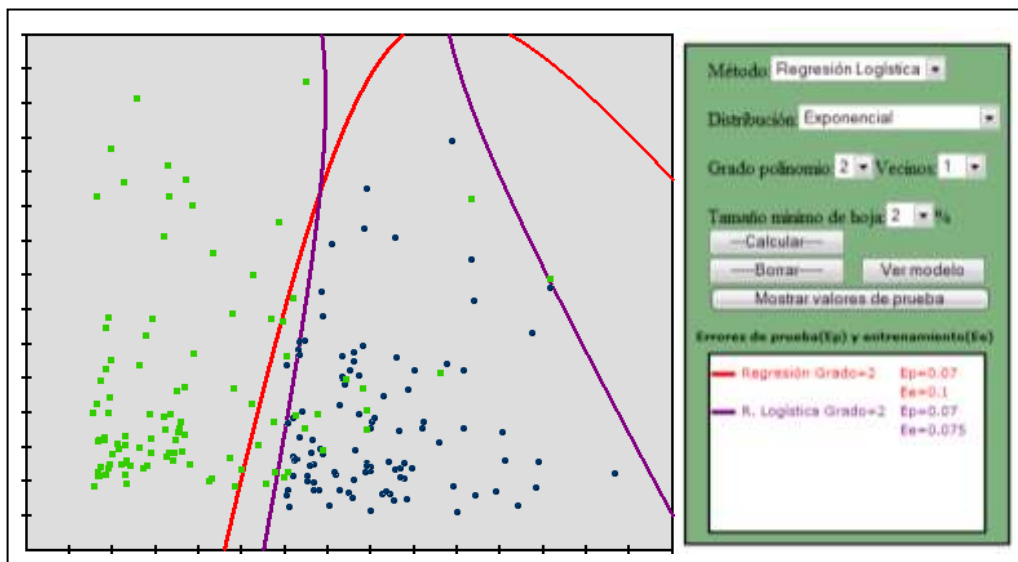 Método: Regresión Logística
Distribución: Exponencial
Grado polinomio: 2 Vecinos: 1
Tamaño mínimo de hoja: 2 %
---Calcular---
----Borrar---- Ver modelo
Mostrar valores de prueba
Errores de prueba(Ep) y entrenamiento(Ee)
Regresión Grado=2 Ep=0.07
Ee=0.1
R. Logística Grado=2 Ep=0.07
Ee=0.075